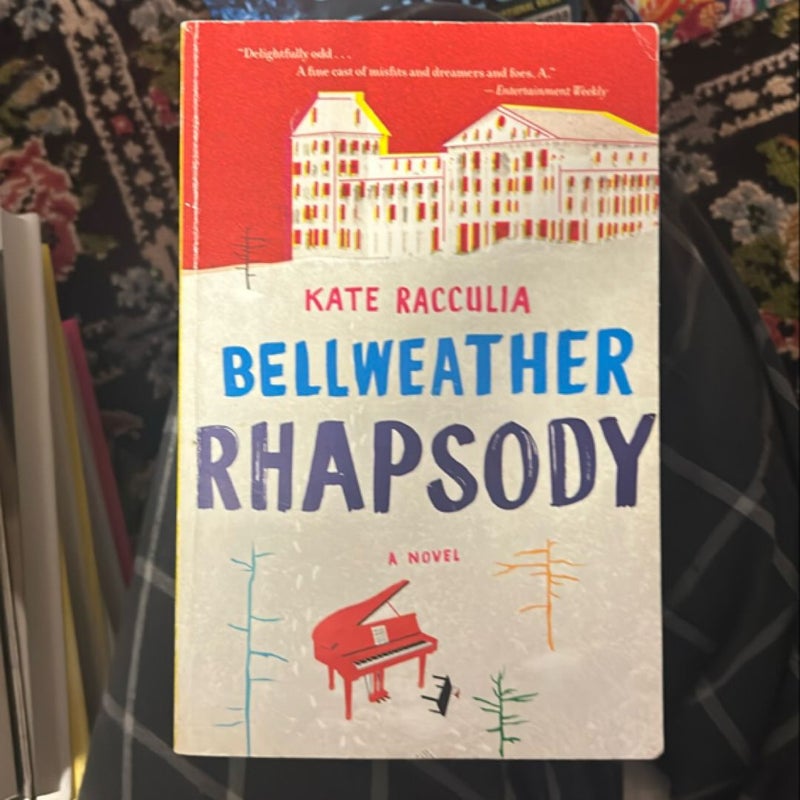 "Delightfully odd . . .
A fine cast of misfits and dreamers and foes. A."
—Entertainment Weekly
KATE RACCULIA
BELLWEATHER
RHAPSODY
A NOVEL